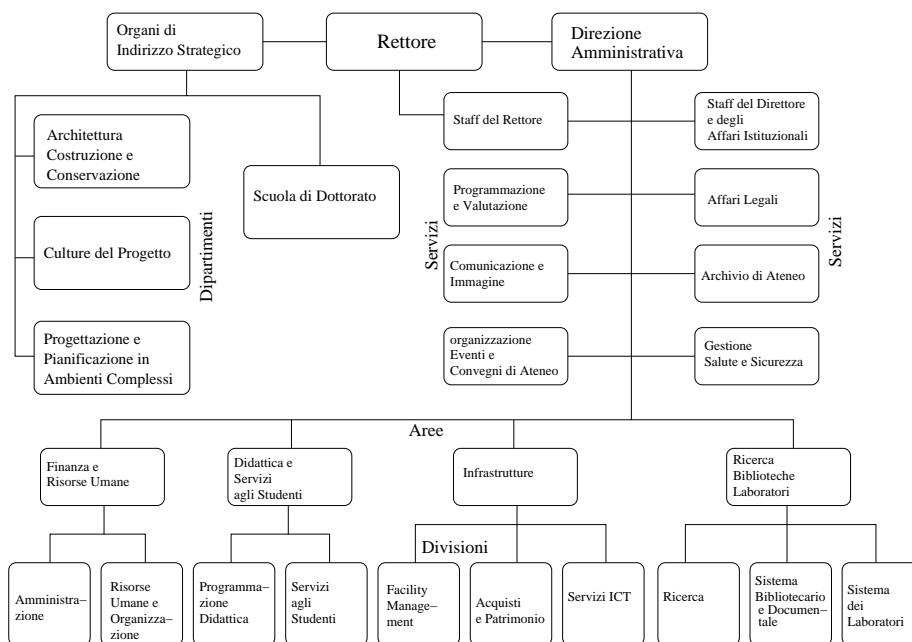 Organi di
Indirizzo Strategico
Rettore
Direzione
Amministrativa
Architettura
Costruzione e
Conservazione
Culture del Progetto
Progettazione e
Pianificazione in
Ambienti Complessi
Dipartimenti
Scuola di Dottorato
Servizi
Staff del Rettore
Programmazione
e Valutazione
Comunicazione e
Immagine
organizzazione
Eventi e
Convegni di Ateneo
Staff del Direttore
e degli
Affari Istituzionali
Affari Legali
Archivio di Ateneo
Gestione
Salute e Sicurezza
Servizi
Aree
Finanza e
Risorse Umane
Didattica e
Servizi
agli Studenti
Infrastrutture
Ricerca
Biblioteche
Laboratori
Divisioni
Amministra–
zione
Risorse
Umane e
Organizza–
zione
Programma–
zione
Didattica
Servizi
agli
Studenti
Facility
Manage–
ment
Acquisti
e Patrimonio
Servizi ICT
Ricerca
Sistema
Bibliotecario
e Documen–
tale
Sistema
dei
Laboratori